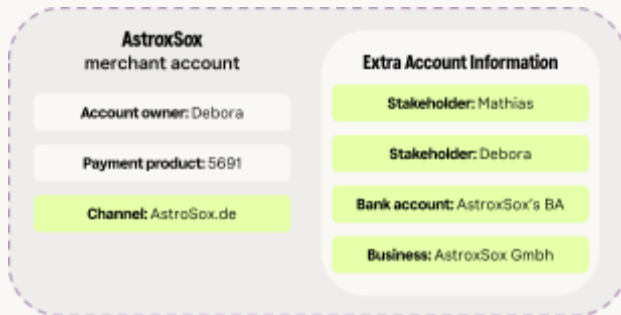 AstroxSox
merchant account
Account owner: Debora
Payment product: 5691
Channel: AstroSox.de
Extra Account Information
Stakeholder: Mathias
Stakeholder: Debora
Bank account: AstroxSox's BA
Business: AstroxSox Gmbh